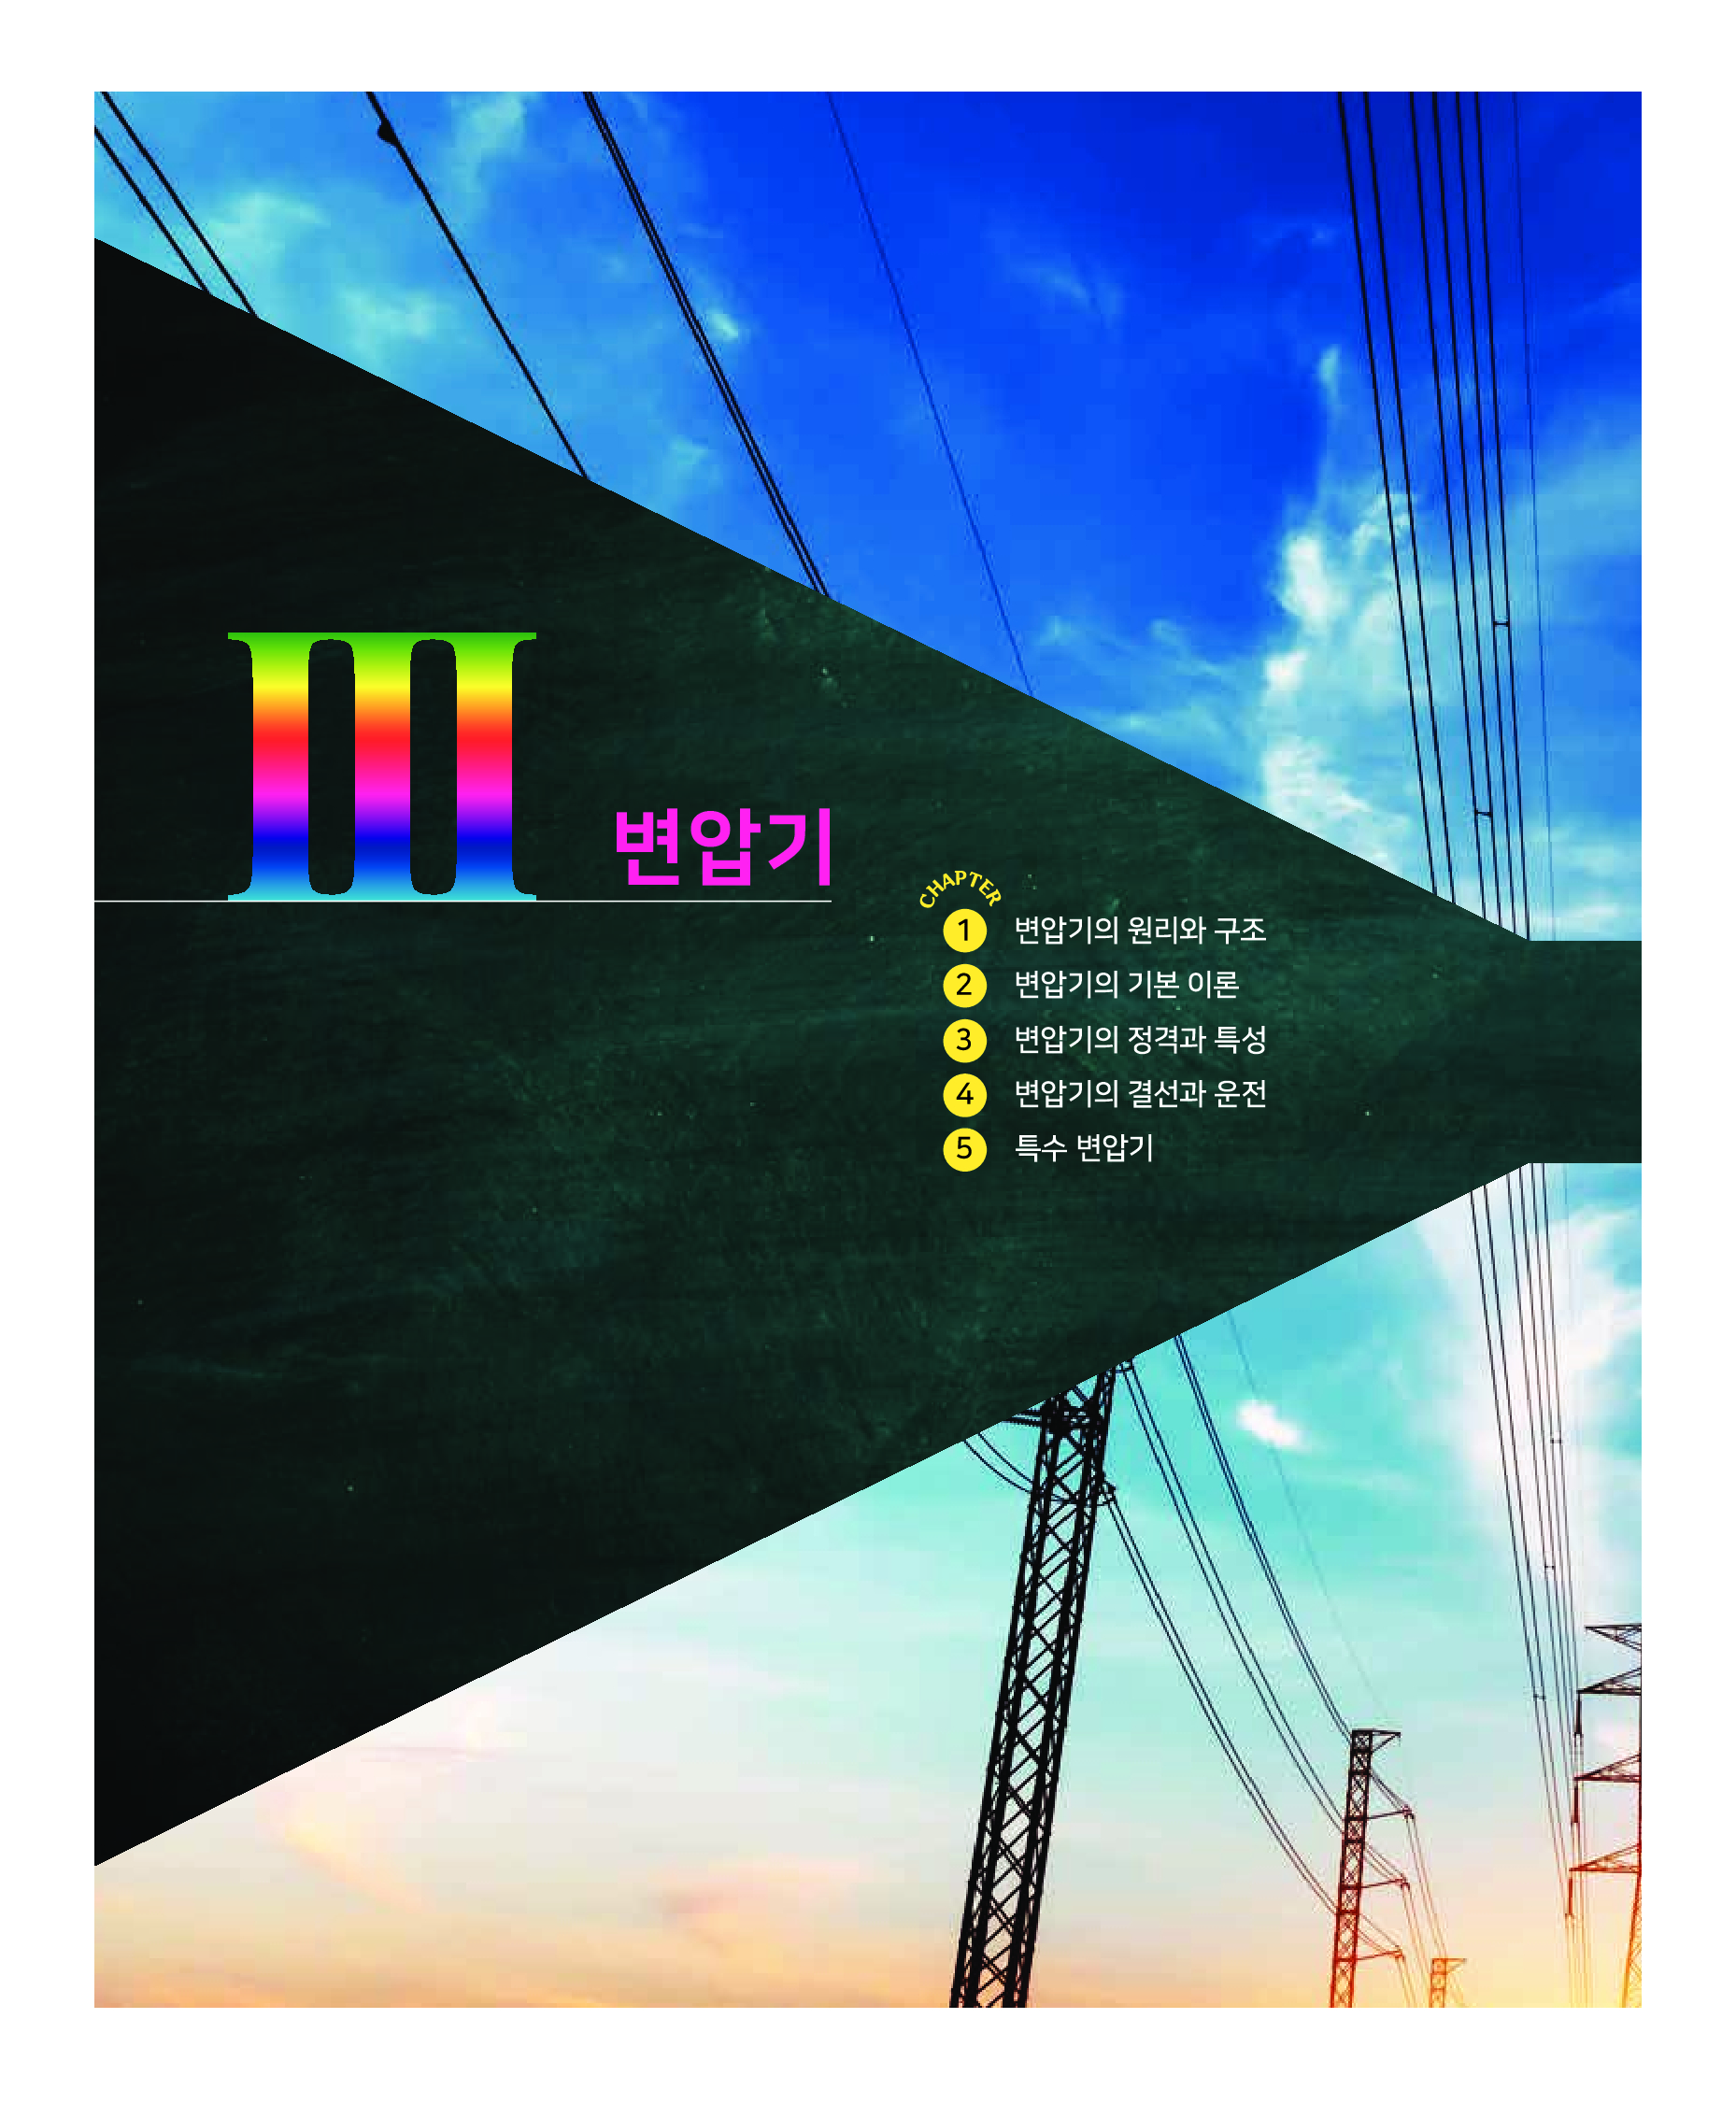 III
변압기
CHAPTER
1 변압기의 원리와 구조
2 변압기의 기본 이론
3 변압기의 정격과 특성
4 변압기의 결선과 운전
5 특수 변압기